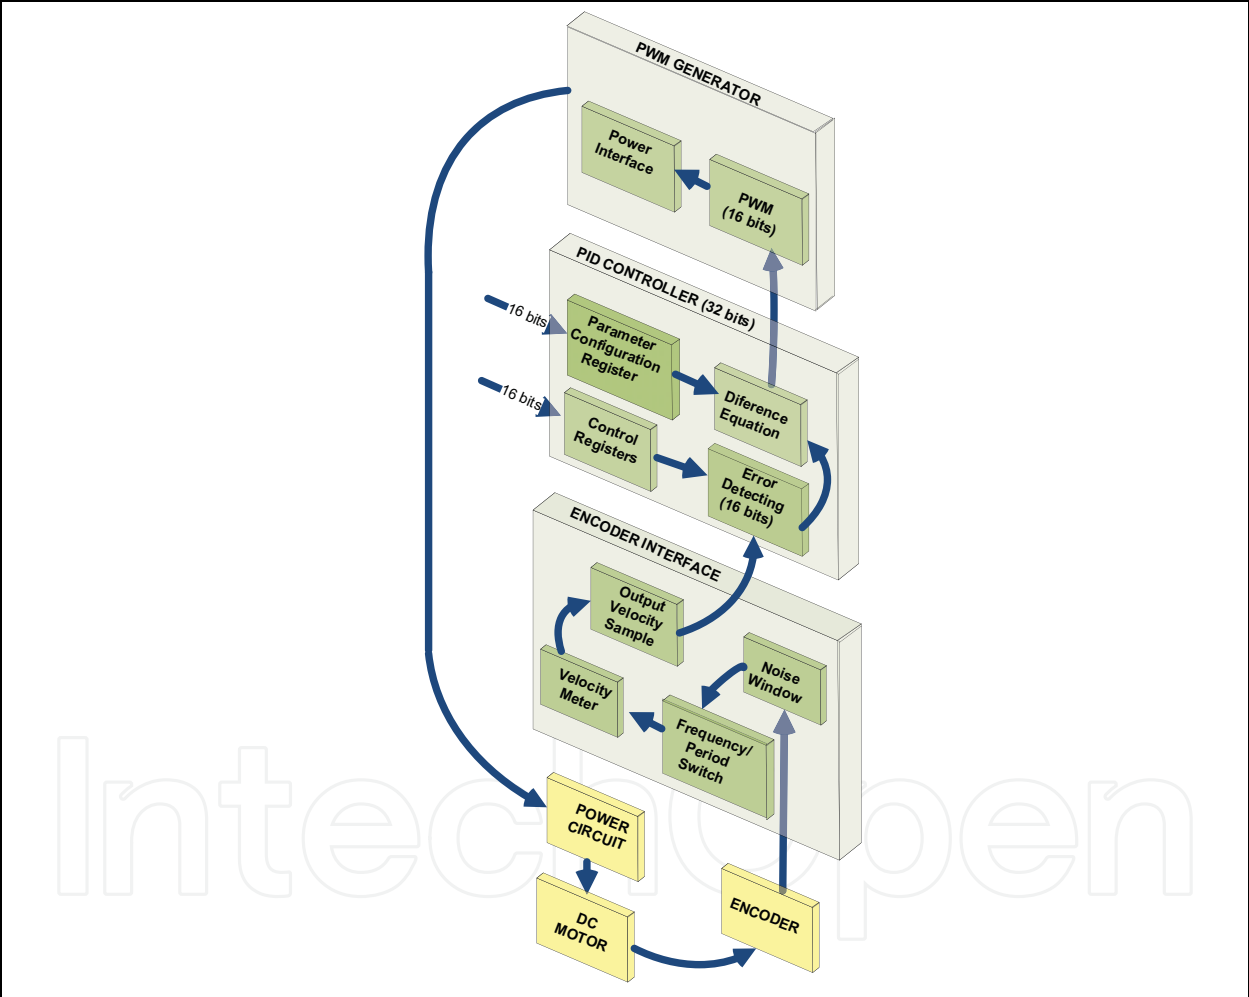 PWM GENERATOR
Power
Interface
PWM
(16 bits)
PID CONTROLLER (32 bits)
16 bits
Parameter
Configuration
Register
16 bits
Control
Registers
Diference
Equation
Error
Detecting
(16 bits)
ENCODER INTERFACE
Output
Velocity
Sample
Velocity
Meter
Noise
Window
Frequency/
Period
Switch
POWER
CIRCUIT
DC
MOTOR
ENCODER
IntechOpen